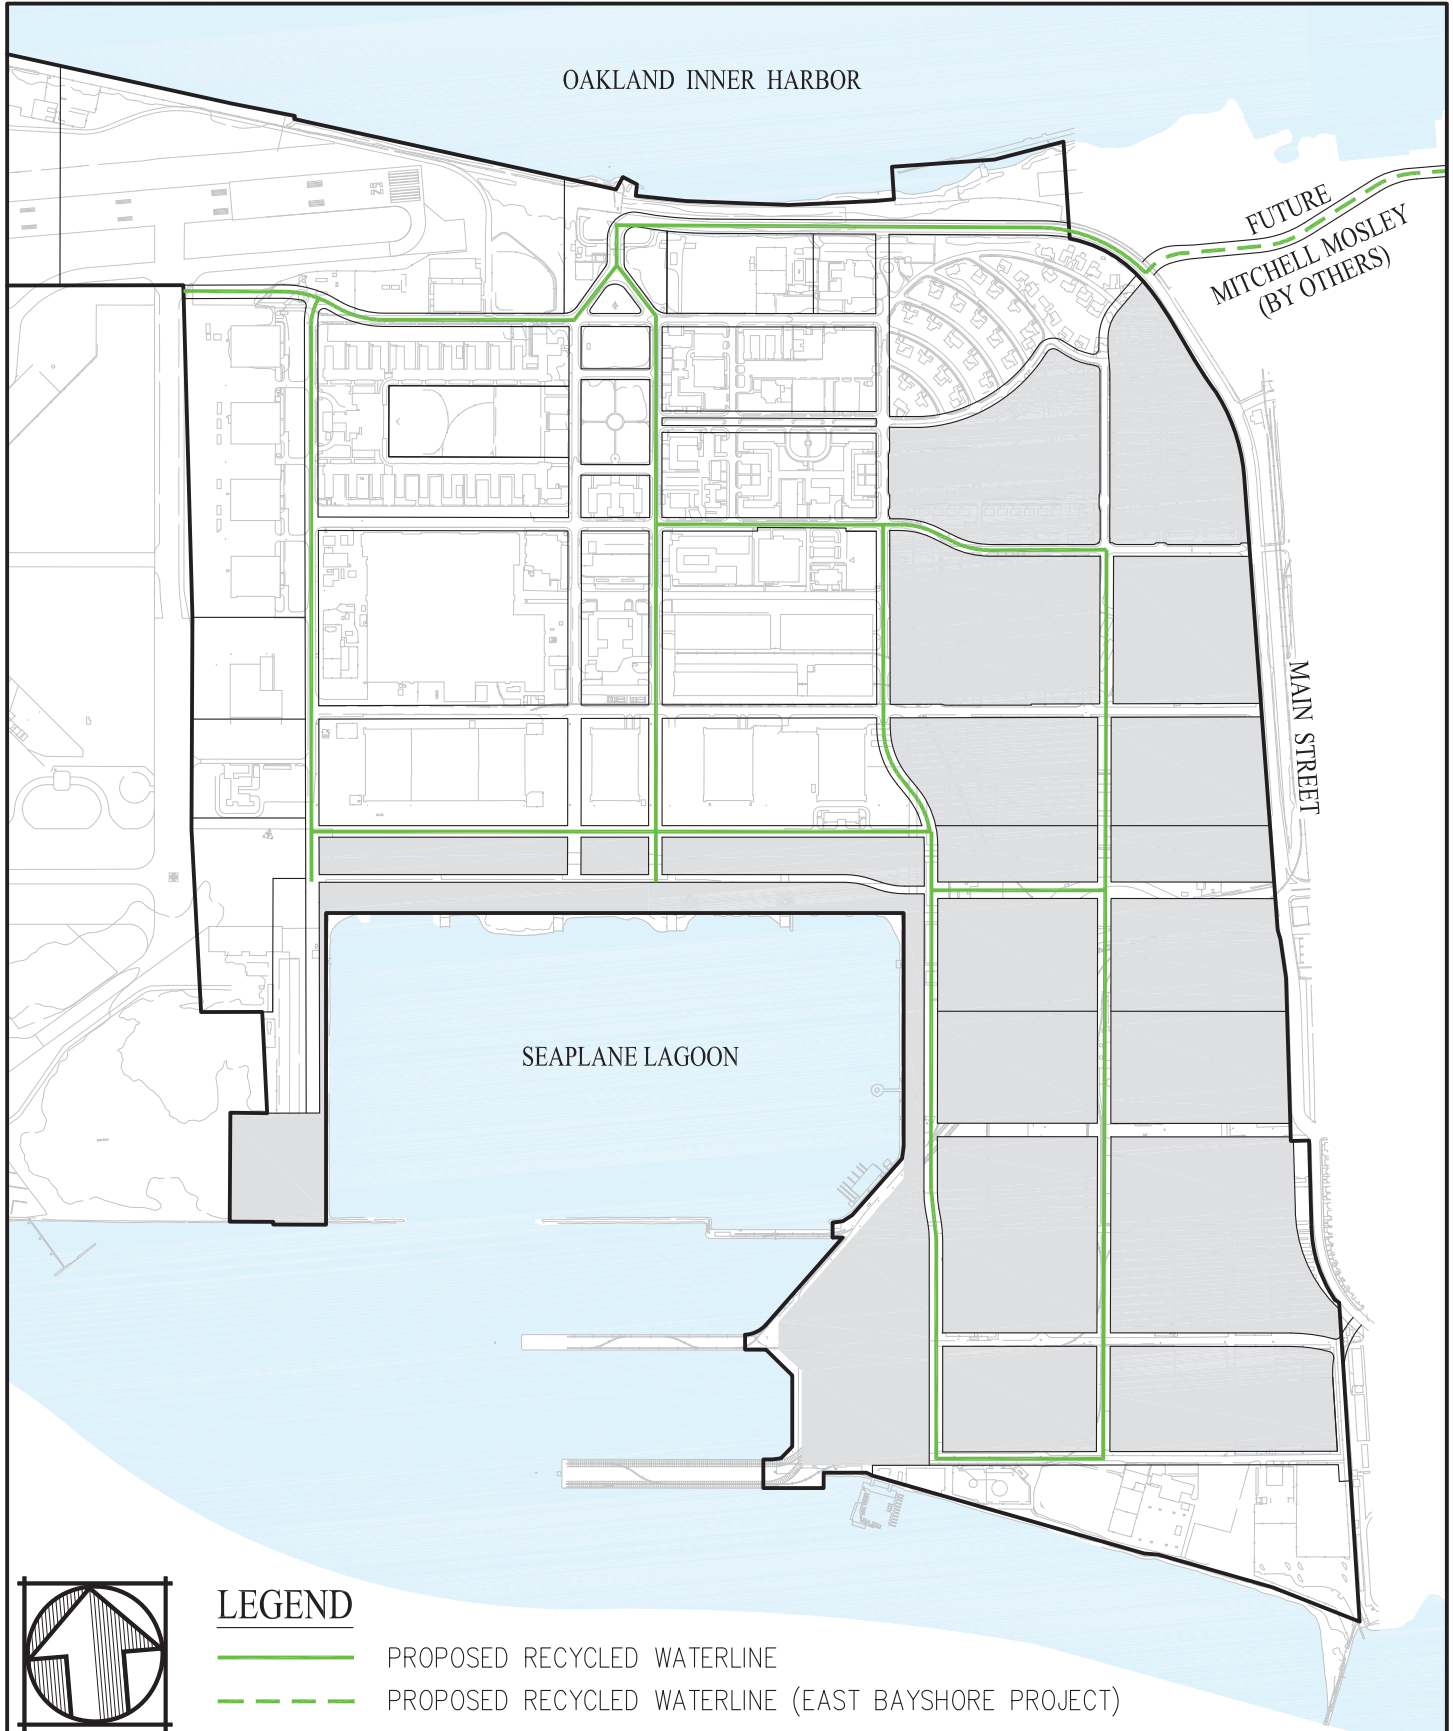 OAKLAND INNER HARBOR
FUTURE
MITCHELL MOSLEY
(BY OTHERS)
MAIN STREET
SEAPLANE LAGOON
LEGEND
PROPOSED RECYCLED WATERLINE
PROPOSED RECYCLED WATERLINE (EAST BAYSHORE PROJECT)